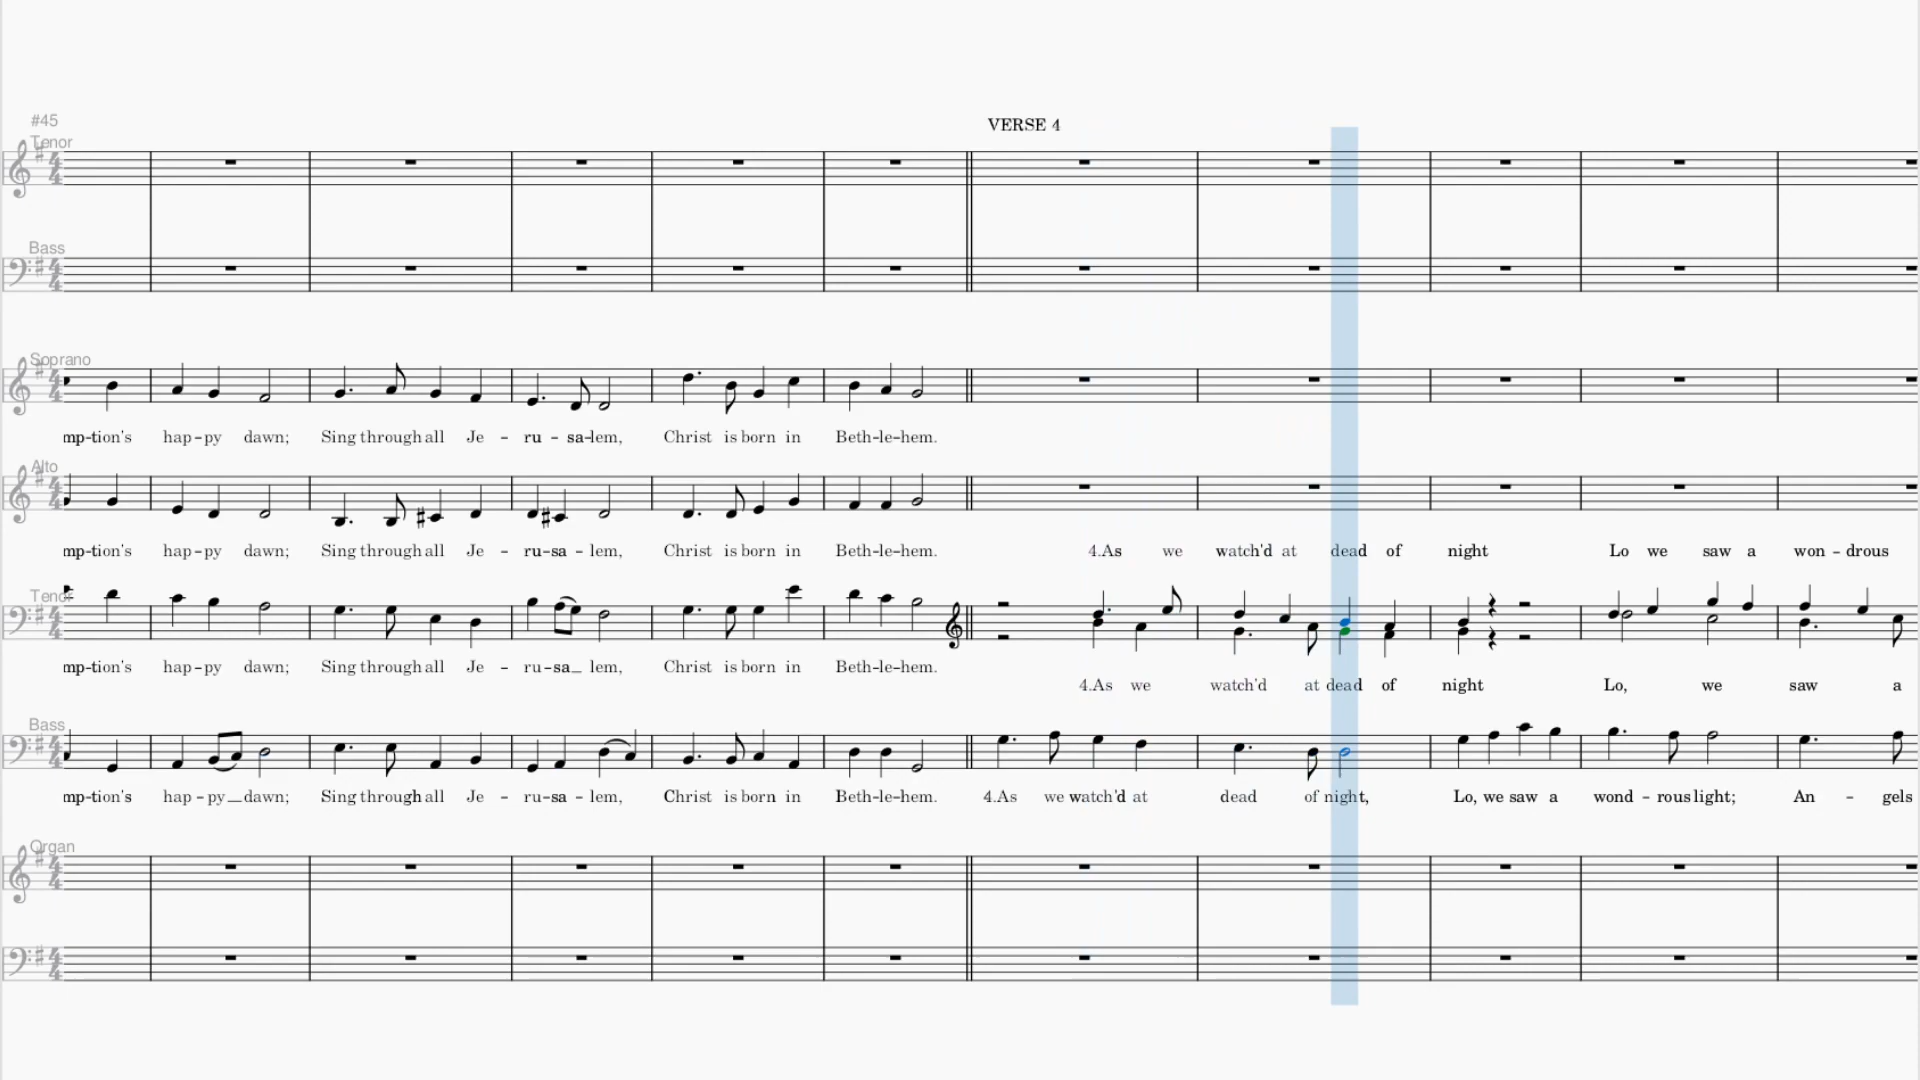 VERSE 4
#45
Tenor
Bass
Soprano
mp-tion's hap-py dawn; Sing through all Je - ru - sa-lem, Christ is born in Beth-le-hem.
Alto
mp-tion's hap-py dawn; Sing through all Je - ru-sa - lem, Christ is born in Beth-le-hem. 4.As we watch'd at dead of night Lo we saw a won - drous
Tenor
mp-tion's hap-py dawn; Sing through all Je - ru-sa_ lem, Christ is born in Beth-le-hem.
4.As we watch'd at dead of night Lo, we saw a
Bass
mp-tion's hap-py_dawn; Sing through all Je - ru-sa - lem, Christ is born in Beth-le-hem. 4.As we watch'd at dead of night, Lo, we saw a wond - rous light; An - gels
Organ